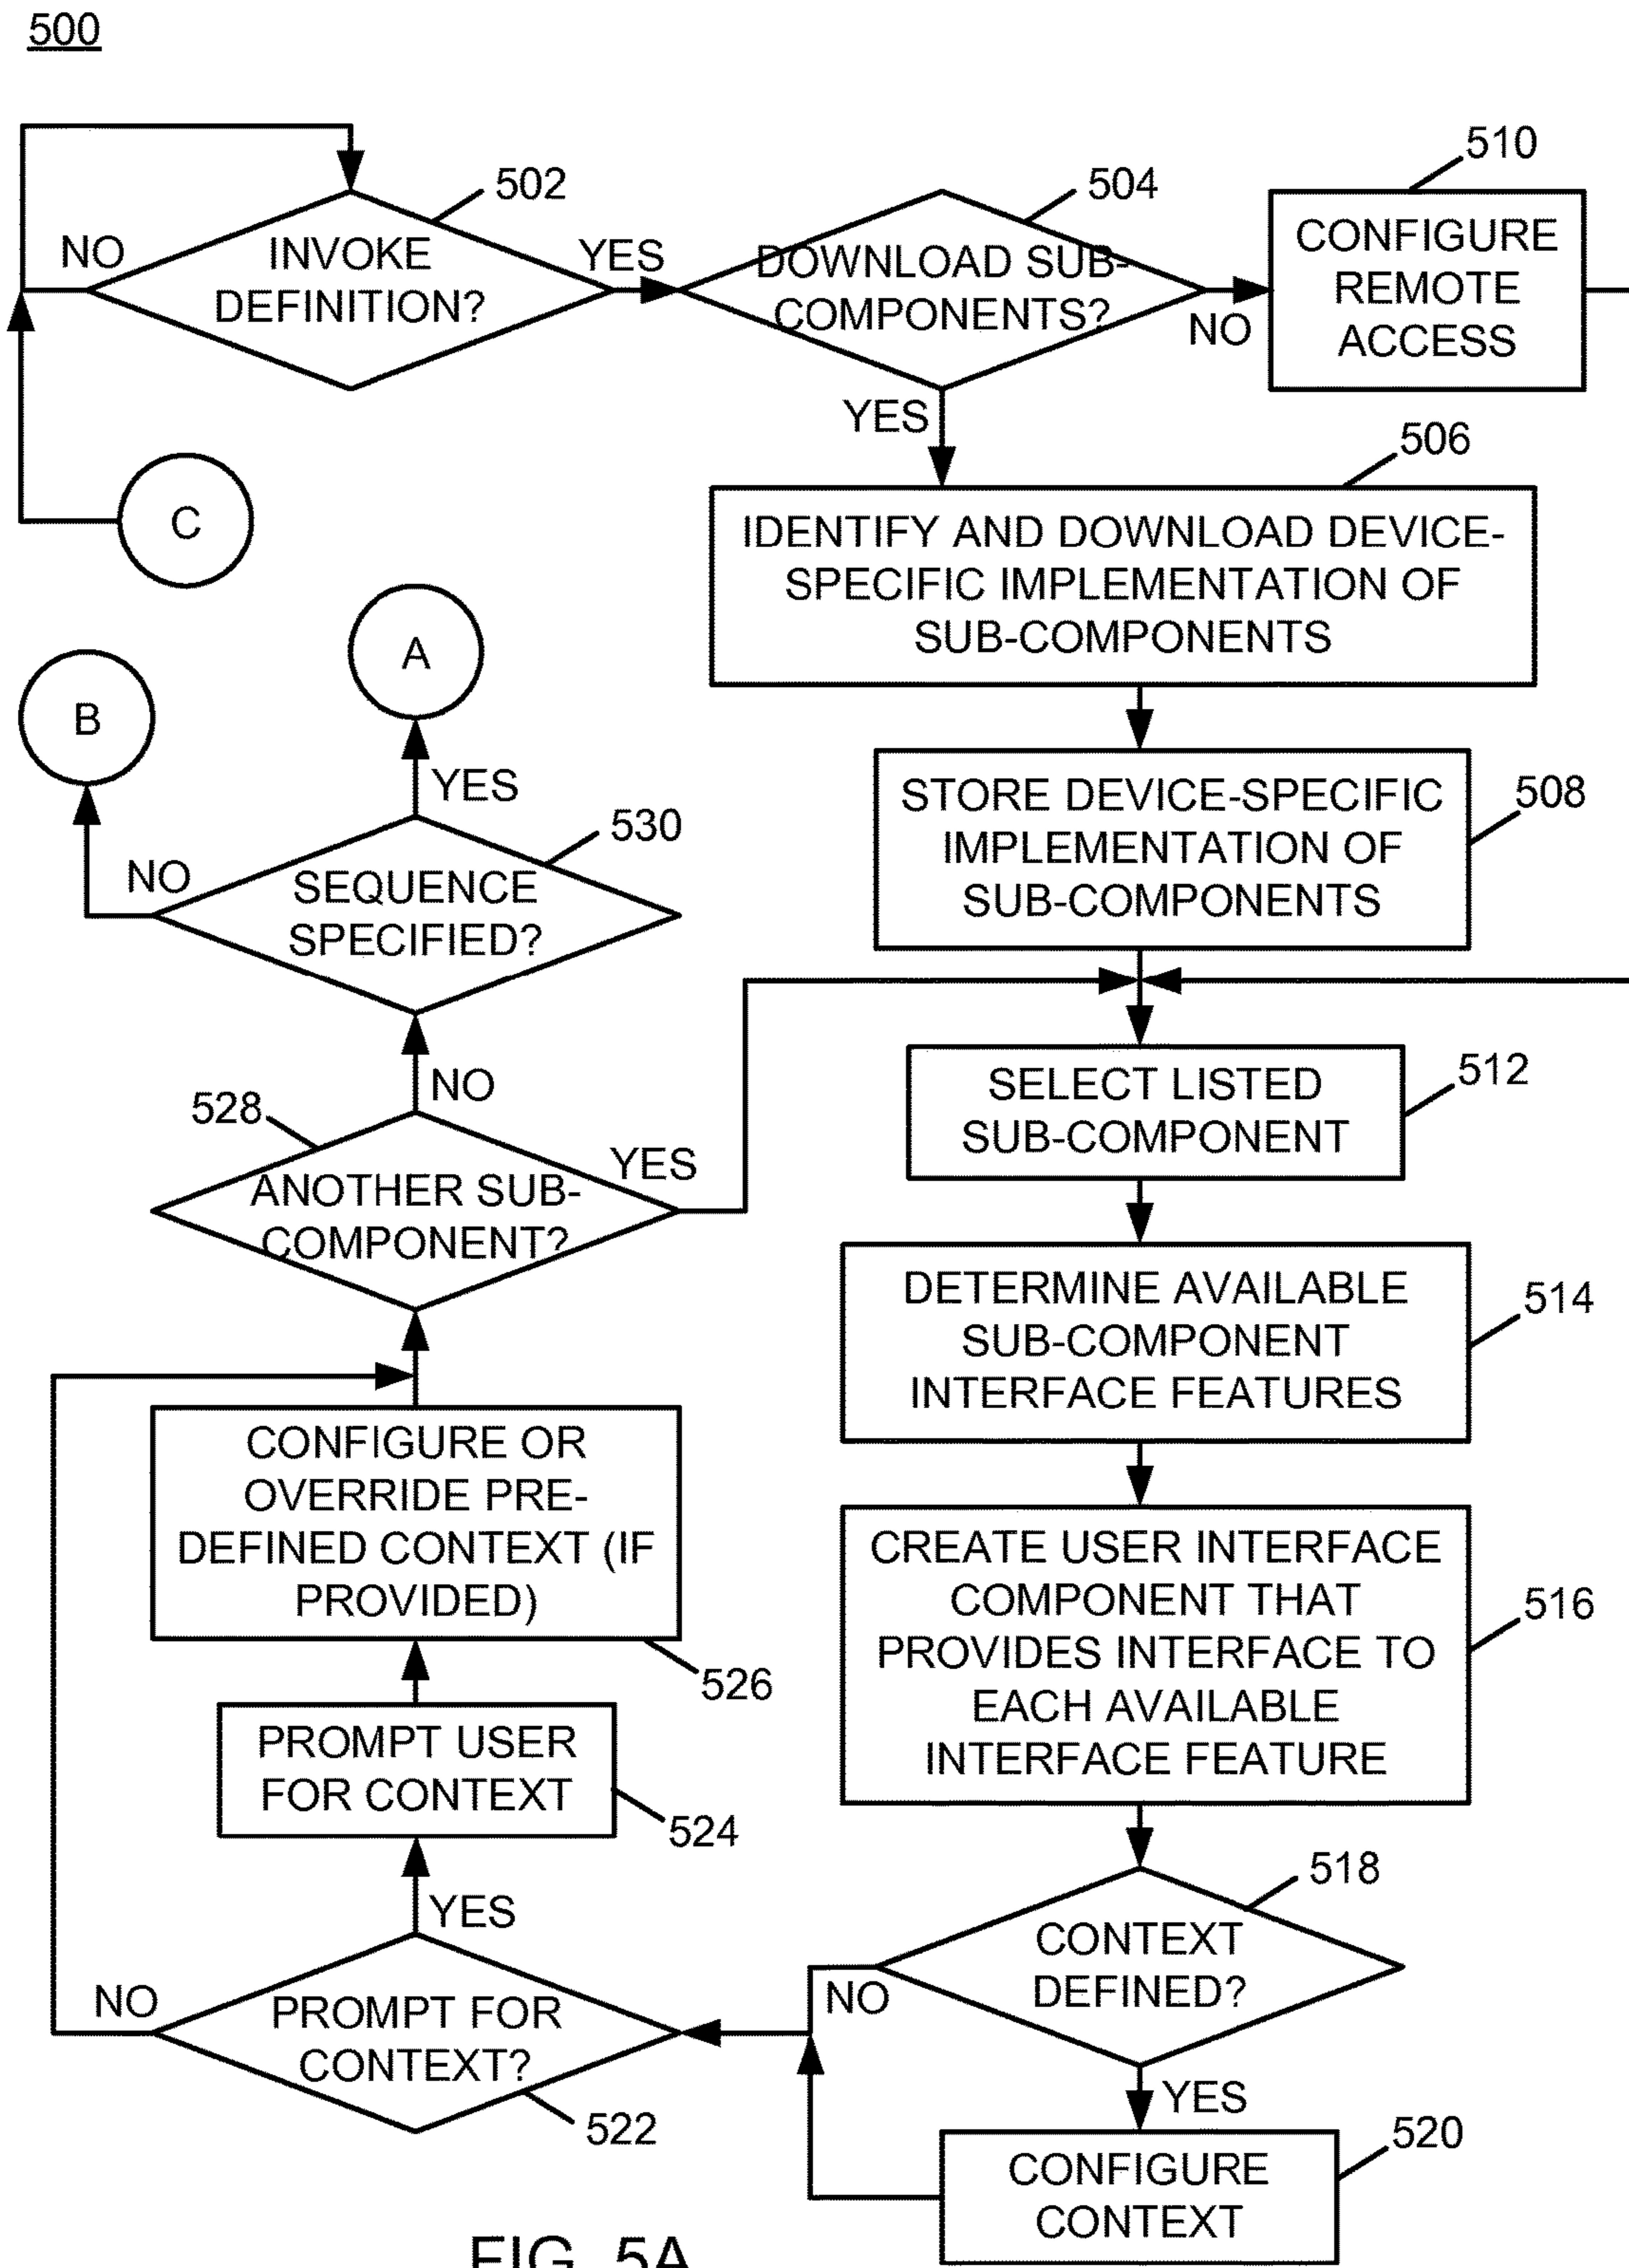 500
502
INVOKE
DEFINITION?
NO
YES
504
DOWNLOAD SUB-
COMPONENTS?
NO
YES
510
CONFIGURE
REMOTE
ACCESS
C
506
IDENTIFY AND DOWNLOAD DEVICE-
SPECIFIC IMPLEMENTATION OF
SUB-COMPONENTS
508
STORE DEVICE-SPECIFIC
IMPLEMENTATION OF
SUB-COMPONENTS
A
B
YES
NO
530
SEQUENCE
SPECIFIED?
NO
528
ANOTHER SUB-
COMPONENT?
YES
512
SELECT LISTED
SUB-COMPONENT
514
DETERMINE AVAILABLE
SUB-COMPONENT
INTERFACE FEATURES
516
CREATE USER INTERFACE
COMPONENT THAT
PROVIDES INTERFACE TO
EACH AVAILABLE
INTERFACE FEATURE
CONFIGURE OR
OVERRIDE PRE-
DEFINED CONTEXT (IF
PROVIDED)
526
PROMPT USER
FOR CONTEXT
524
YES
NO
PROMPT FOR
CONTEXT?
522
518
CONTEXT
DEFINED?
NO
YES
520
CONFIGURE
CONTEXT
FIG. 5A